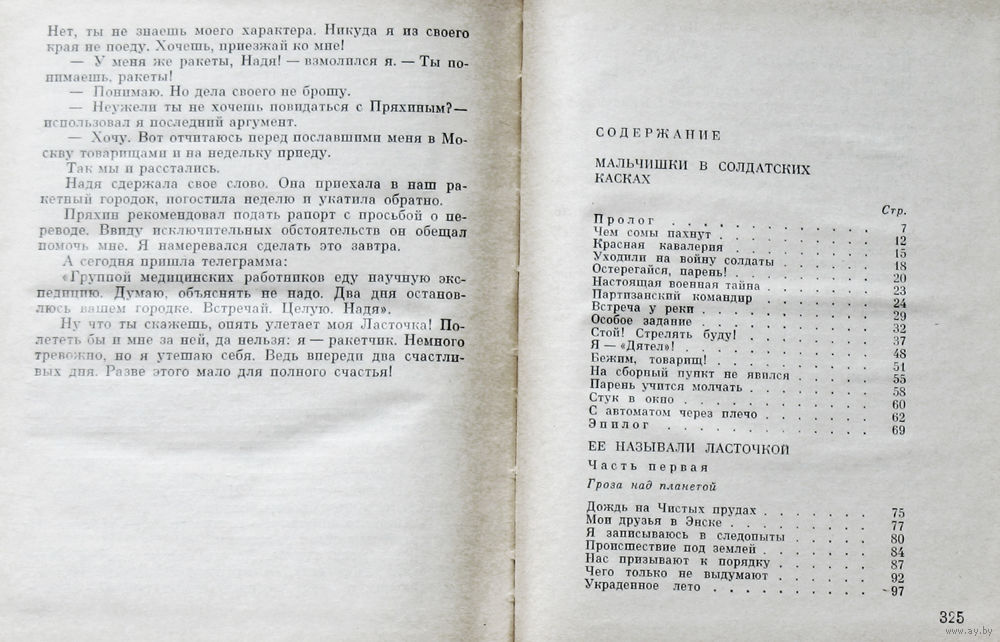 Нет, ты не знаешь моего характера. Никуда я из своего
края не поеду. Хочешь, приезжай ко мне!
— У меня же ракеты, Надя! — взмолился я. — Ты по-
нимаешь, ракеты!
— Понимаю. Но дела своего не брошу.
— Неужели ты не хочешь повидаться с Пряхиным? —
использовал я последний аргумент.
— Хочу. Вот отчитаюсь перед пославшими меня в Мо-
скву товарищами и на недельку приеду.
Так мы и расстались.
Надя сдержала свое слово. Она приехала в наш ра-
кетный городок, погостила неделю и укатила обратно.
Пряхин рекомендовал подать рапорт с просьбой о пе-
реводе. Ввиду исключительных обстоятельств он обещал
помочь мне. Я намеревался сделать это завтра.
А сегодня пришла телеграмма:
«Группой медицинских работников еду научную экс-
педицию. Думаю, объяснять не надо. Два дня останов-
люсь вашем городке. Встречай. Целую. Надя».
Ну что ты скажешь, опять улетает моя Ласточка! По-
лететь бы и мне за ней, да нельзя: я — ракетчик. Немного
тревожно, но я утешаю себя. Ведь впереди два счастли-
вых дня. Разве этого мало для полного счастья!
СОДЕРЖАНИЕ
МАЛЬЧИШКИ В СОЛДАТСКИХ
КАСКАХ
Стр.
Пролог . . . . . . . . . . 7
Чем сомы пахнут . . . . . . . . 12
Красная кавалерия . . . . . . . . 15
Уходили на войну солдаты . . . . . . 18
Остерегайся, парень! . . . . . . . . 20
Настоящая военная тайна . . . . . . 23
Партизанский командир . . . . . . . 24
Встреча у реки . . . . . . . . . 29
Особое задание . . . . . . . . . 32
Стой! Стрелять буду! . . . . . . . . 37
Я — «Дятел»! . . . . . . . . . 48
Бежим, товарищ! . . . . . . . . 51
На сборный пункт не явился . . . . . 55
Парень учится молчать . . . . . . . 58
Стук в окно . . . . . . . . . 60
С автоматом через плечо . . . . . . 62
Эпилог . . . . . . . . . . 69
ЕЕ НАЗЫВАЛИ ЛАСТОЧКОЙ
Часть первая
Гроза над планетой
Дождь на Чистых прудах . . . . . . 75
Мои друзья в Энске . . . . . . . . 77
Я записываюсь в следопыты . . . . . 80
Происшествие под землей . . . . . . 84
Нас призывают к порядку . . . . . . 87
Чего только не выдумают . . . . . . 92
Украденное лето . . . . . . . . . 97
325
www.ay.by